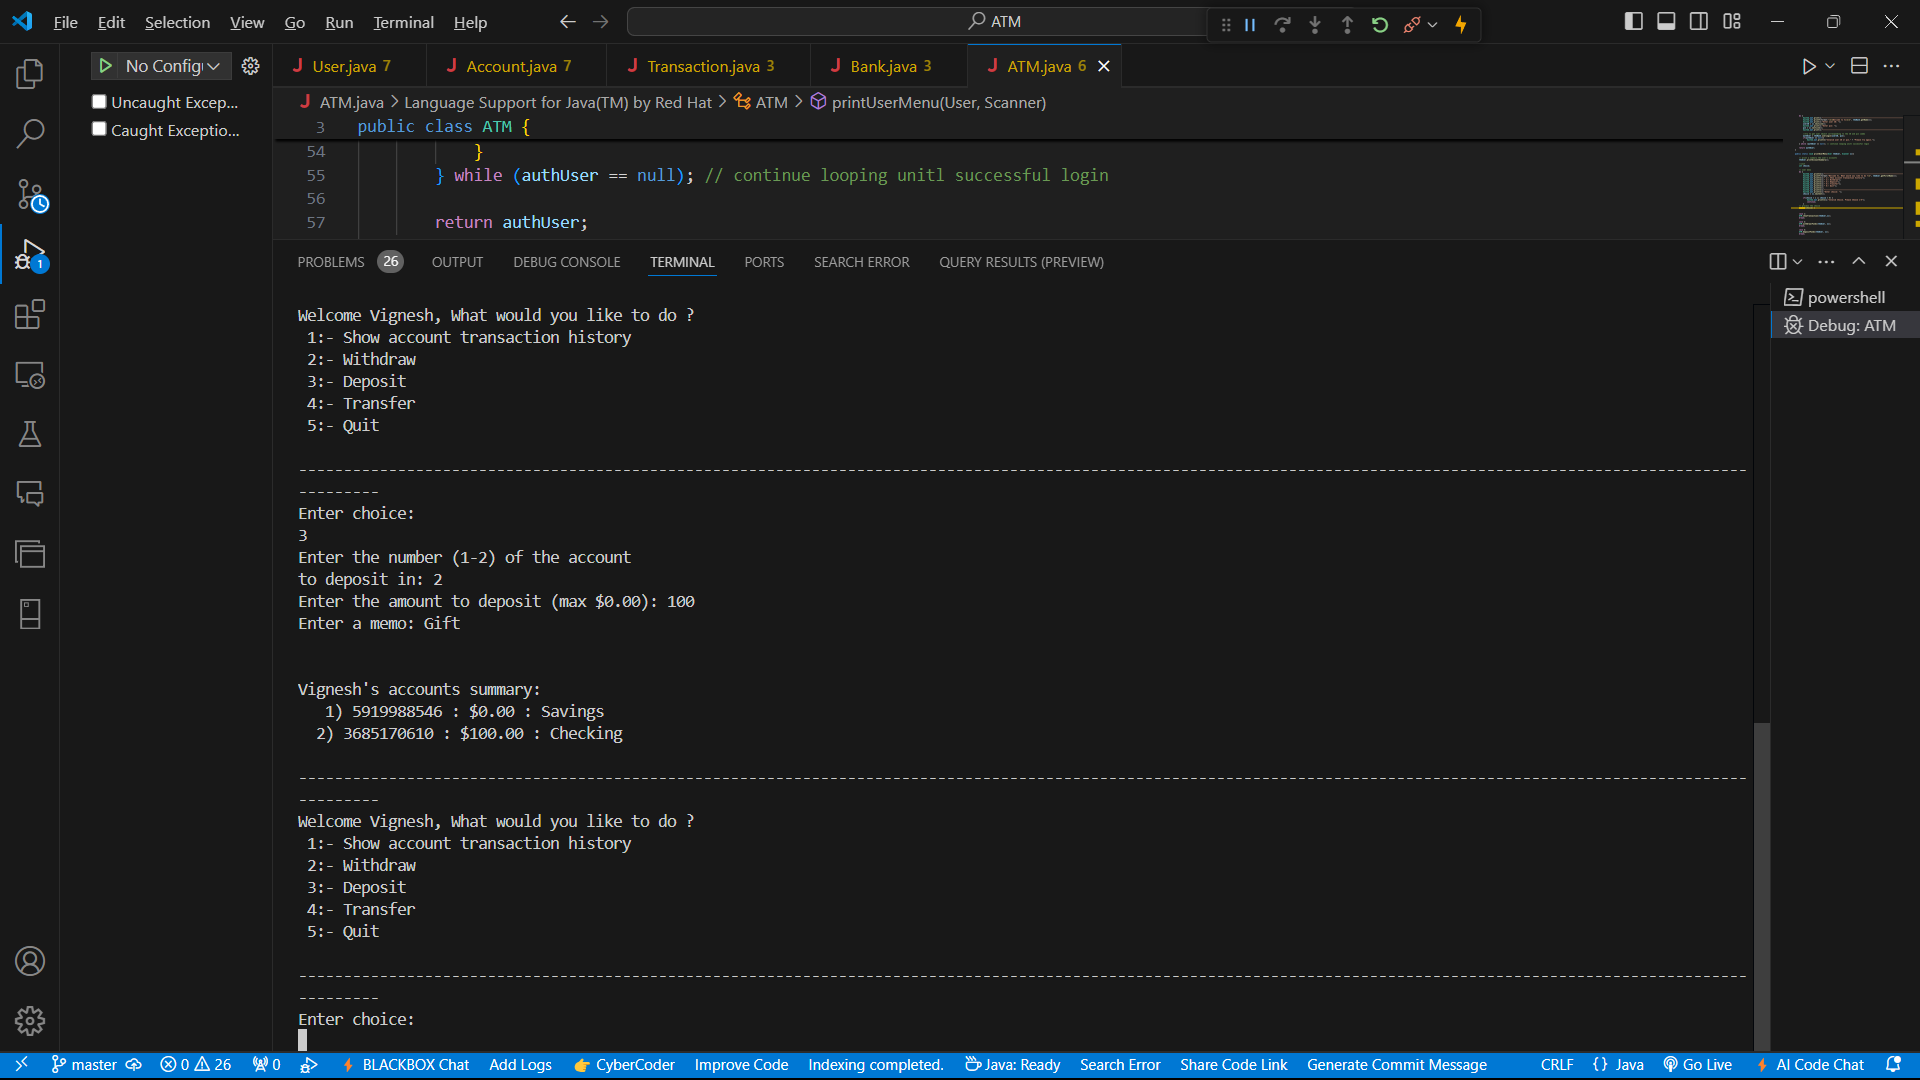 File Edit Selection View Go Run Terminal Help
ATM
No Config
User.java 7
Account.java 7
Transaction.java 3
Bank.java 3
ATM.java 6
Uncaught Excep...
Caught Exceptio...
ATM.java > Language Support for Java(TM) by Red Hat > ATM > printUserMenu(User, Scanner)
3 public class ATM {
54 }
55 } while (authUser == null); // continue looping unitl successful login
56
57 return authUser;
PROBLEMS 26 OUTPUT DEBUG CONSOLE TERMINAL PORTS SEARCH ERROR QUERY RESULTS (PREVIEW)
powershell
Debug: ATM
Welcome Vignesh, What would you like to do ?
1:- Show account transaction history
2:- Withdraw
3:- Deposit
4:- Transfer
5:- Quit
Enter choice:
3
Enter the number (1-2) of the account
to deposit in: 2
Enter the amount to deposit (max $0.00): 100
Enter a memo: Gift
Vignesh's accounts summary:
1) 5919988546 : $0.00 : Savings
2) 3685170610 : $100.00 : Checking
Welcome Vignesh, What would you like to do ?
1:- Show account transaction history
2:- Withdraw
3:- Deposit
4:- Transfer
5:- Quit
Enter choice:
1
master 0 26 0 BLACKBOX Chat Add Logs CyberCoder Improve Code Indexing completed. Java: Ready Search Error Share Code Link Generate Commit Message CRLF {} Java Go Live AI Code Chat